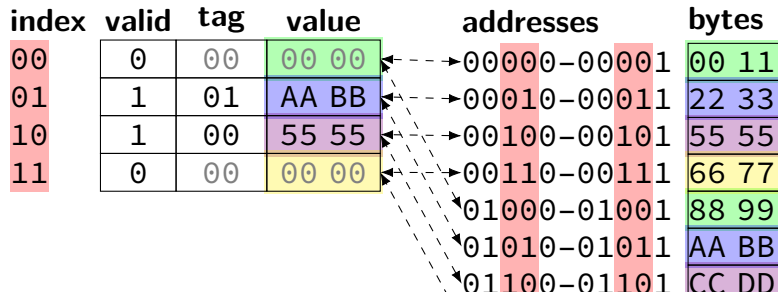 index valid tag value addresses bytes
00 0 00 00 00 00000-00001 00 11
01 1 01 AA BB 00010-00011 22 33
10 1 00 55 55 00100-00101 55 55
11 0 00 00 00 00110-00111 66 77
01000-01001 88 99
01010-01011 AA BB
01100-01101 CC DD